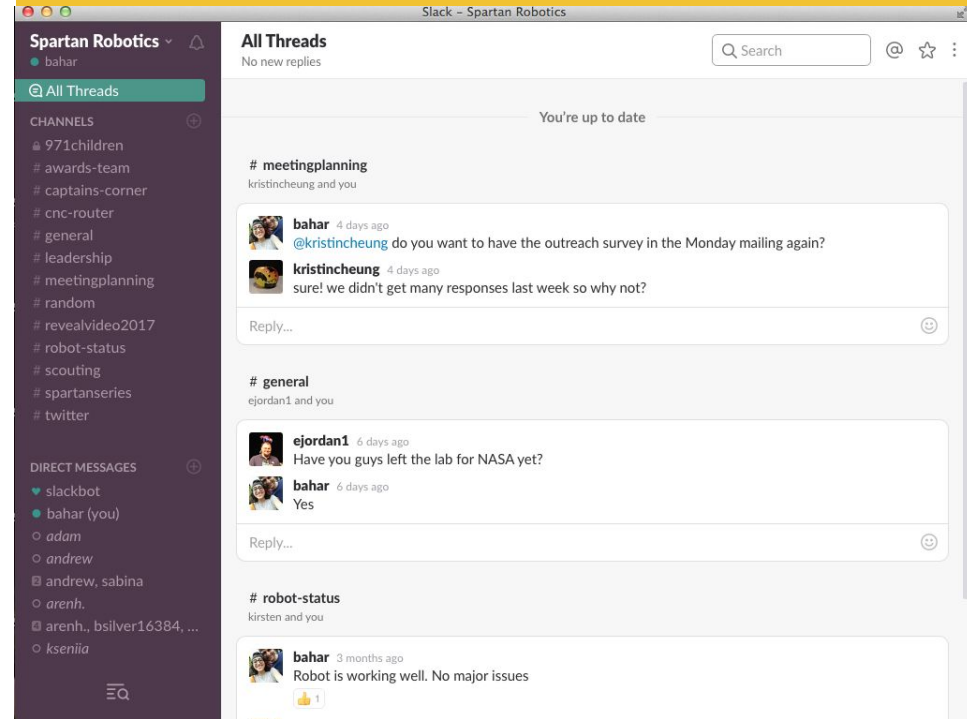 Slack – Spartan Robotics
Spartan Robotics
bahar
All Threads
CHANNELS
971children
# awards-team
# captains-corner
# cnc-router
# general
# leadership
# meetingplanning
# random
# revealvideo2017
# robot-status
# scouting
# spartanseries
# twitter
DIRECT MESSAGES
slackbot
bahar (you)
adam
andrew
2 andrew, sabina
arenh.
4 arenh., bsilver16384, ...
kseniia
All Threads
No new replies
Search
You're up to date
# meetingplanning
kristincheung and you
bahar 4 days ago
@kristincheung do you want to have the outreach survey in the Monday mailing again?
kristincheung 4 days ago
sure! we didn't get many responses last week so why not?
Reply...
# general
ejordan1 and you
ejordan1 6 days ago
Have you guys left the lab for NASA yet?
bahar 6 days ago
Yes
Reply...
# robot-status
kirsten and you
bahar 3 months ago
Robot is working well. No major issues
👍 1